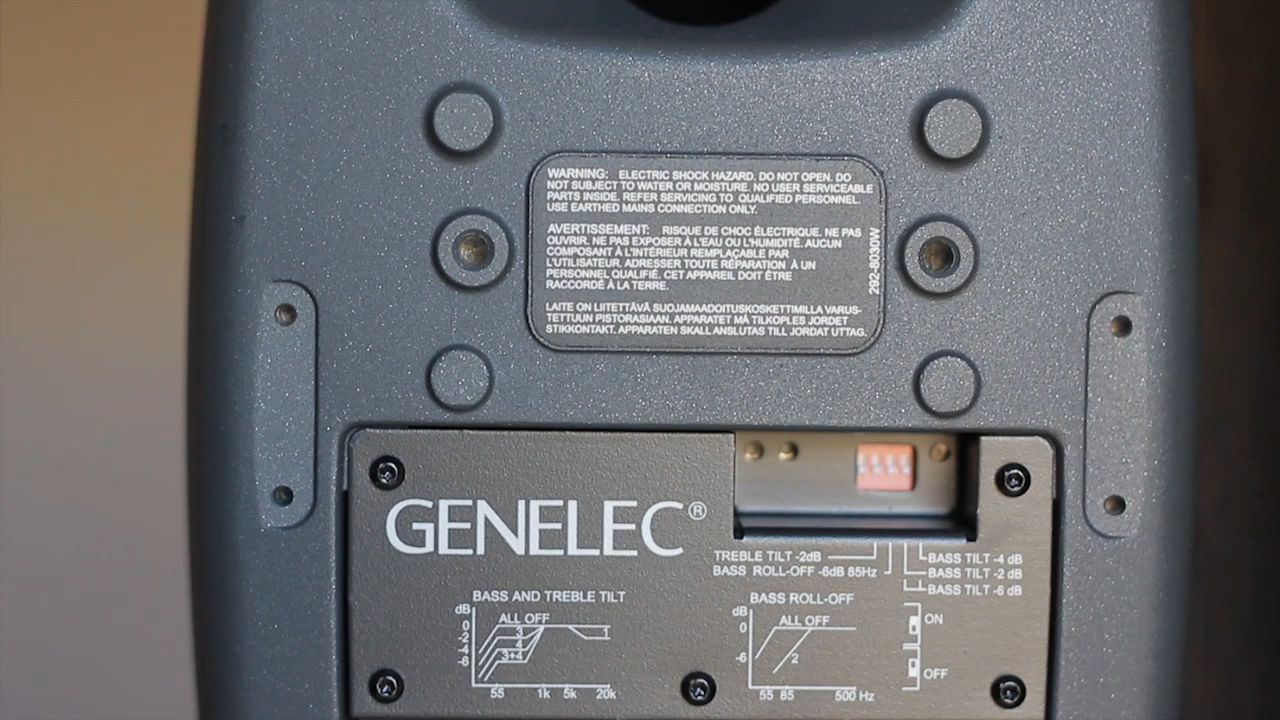 WARNING: ELECTRIC SHOCK HAZARD. DO NOT OPEN. DO
NOT SUBJECT TO WATER OR MOISTURE. NO USER SERVICEABLE
PARTS INSIDE. REFER SERVICING TO QUALIFIED PERSONNEL.
USE EARTHED MAINS CONNECTION ONLY.
AVERTISSEMENT: RISQUE DE CHOC ÉLECTRIQUE. NE PAS
OUVRIR. NE PAS EXPOSER À L'EAU OU L'HUMIDITÉ. AUCUN
COMPOSANT À L'INTÉRIEUR REMPLAÇABLE PAR
L'UTILISATEUR. ADRESSER TOUTE RÉPARATION À UN
PERSONNEL QUALIFIÉ. CET APPAREIL DOIT ÊTRE
RACCORDÉ À LA TERRE.
LAITE ON LIITETTÄVÄ SUOJAMAADOITUSKOSKETTIMILLA VARUS-
TETTUUN PISTORASIAAN. APPARATET MÅ TILKOPLES JORDET
STIKKONTAKT. APPARATEN SKALL ANSLUTAS TILL JORDAT UTTAG.
292-8030W
GENELEC®
TREBLE TILT -2dB
BASS ROLL-OFF -6dB 85Hz
BASS TILT -4 dB
BASS TILT -2 dB
BASS TILT -6 dB
BASS AND TREBLE TILT
dB
0
-2
-4
-6
ALL OFF
3
4
3+4
1
55 1k 5k 20k
BASS ROLL-OFF
dB
0
-6
ALL OFF
2
55 85 500 Hz
ON
OFF